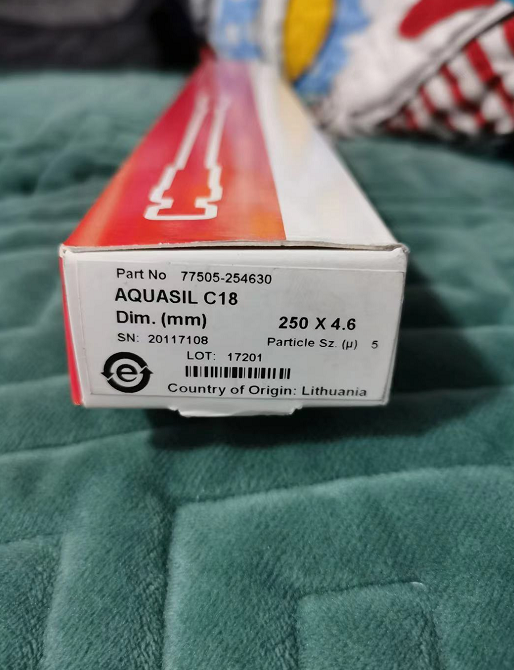 Part No 77505-254630
AQUASIL C18
Dim. (mm) 250 X 4.6
SN: 20117108 Particle Sz. (µ) 5
LOT: 17201
e
Country of Origin: Lithuania